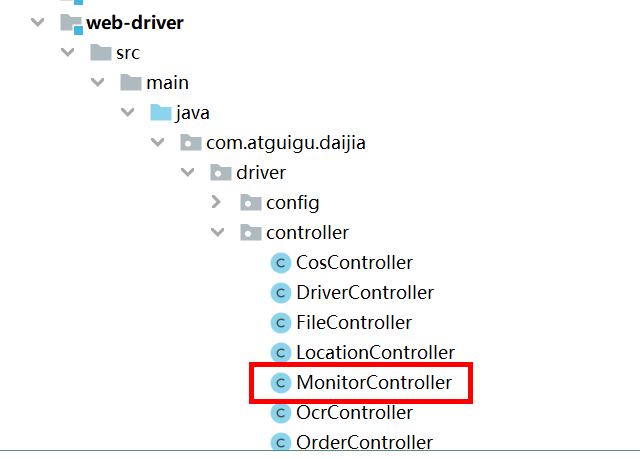 web-driver
src
main
java
com.atguigu.daijia
driver
config
controller
CosController
DriverController
FileController
LocationController
MonitorController
OcrController
OrderController